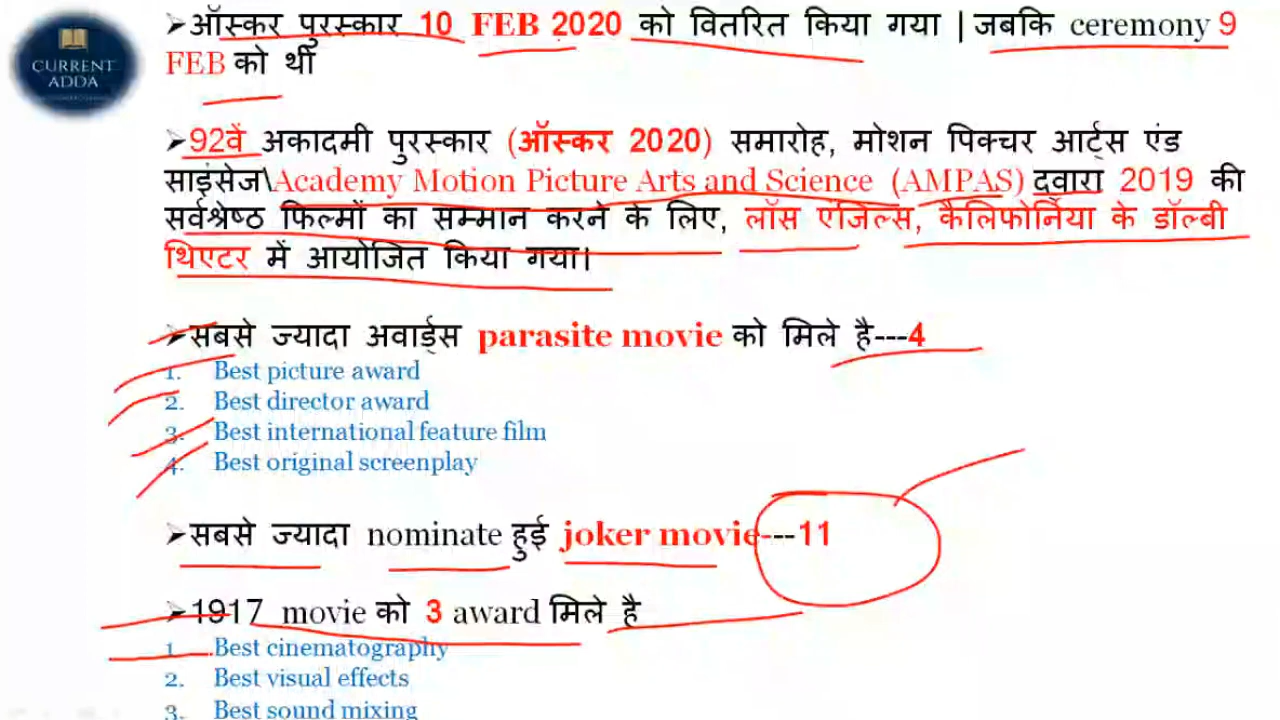 CURRENT
ADDA
➢ऑस्कर पुरस्कार 10 FEB 2020 को वितरित किया गया | जबकि ceremony 9
FEB को थी
➢92वें अकादमी पुरस्कार (ऑस्कर 2020) समारोह, मोशन पिक्चर आर्ट्स एंड
साइंसेज\Academy Motion Picture Arts and Science (AMPAS) दवारा 2019 की
सर्वश्रेष्ठ फिल्मों का सम्मान करने के लिए, लॉस एंजिल्स, कैलिफोर्निया के डॉल्बी
थिएटर में आयोजित किया गया।
➢सबसे ज्यादा अवार्ड्स parasite movie को मिले है---4
1. Best picture award
2. Best director award
3. Best international feature film
4. Best original screenplay
➢सबसे ज्यादा nominate हुई joker movie---11
➢1917 movie को 3 award मिले है
1. Best cinematography
2. Best visual effects
3. Best sound mixing